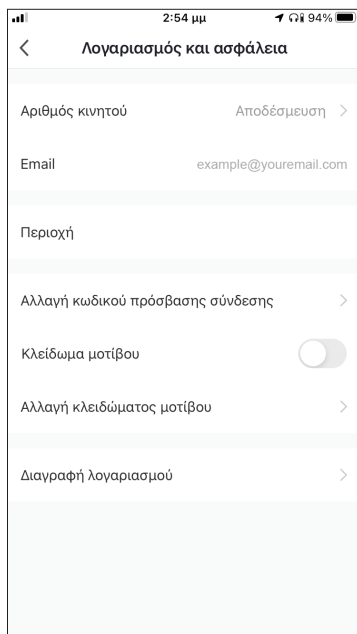 2:54 μμ
94%
Λογαριασμός και ασφάλεια
Αριθμός κινητού Αποδέσμευση
Email example@youremail.com
Περιοχή
Αλλαγή κωδικού πρόσβασης σύνδεσης
Κλείδωμα μοτίβου
Αλλαγή κλειδώματος μοτίβου
Διαγραφή λογαριασμού